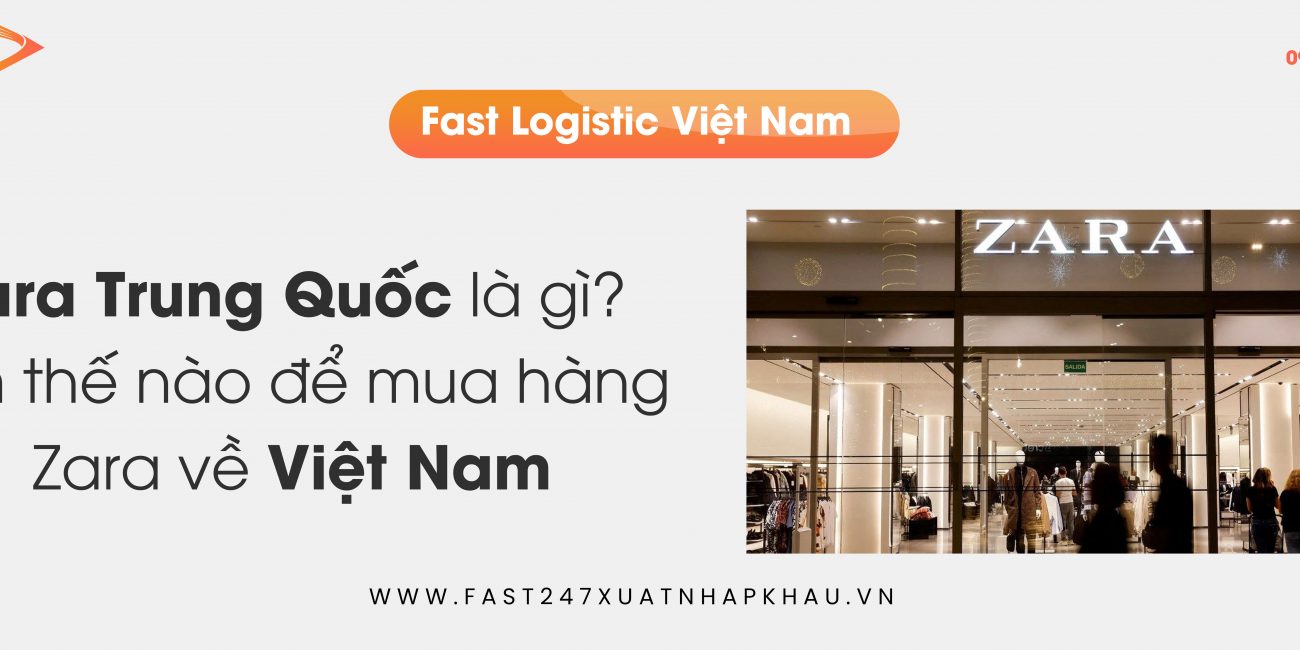 Fast Logistic Việt Nam
Trung Quốc là gì?
thế nào để mua hàng
Zara về Việt Nam
ZARA
SALIDA
WWW.FAST247XUATNHAPKHAU.VN